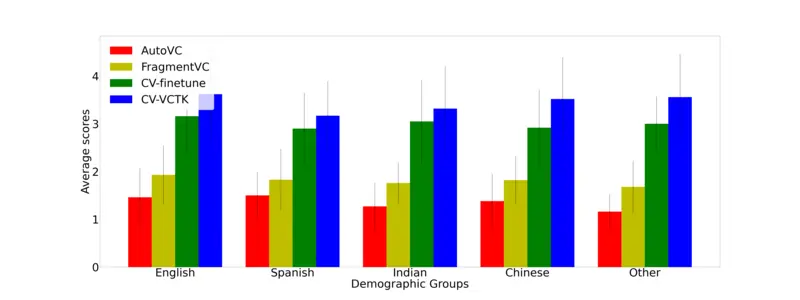 AutoVC
FragmentVC
CV-finetune
CV-VCTK
Average scores
4
3
2
1
0
English Spanish Indian Chinese Other
Demographic Groups